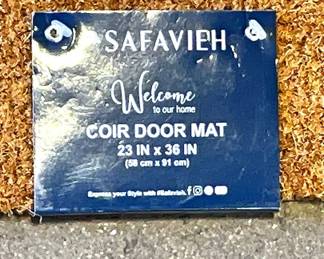 SAFAVIEH
Welcome
to our home
COIR DOOR MAT
23 IN x 36 IN
(58 cm x 91 cm)
Express your Style with #Safavieh.